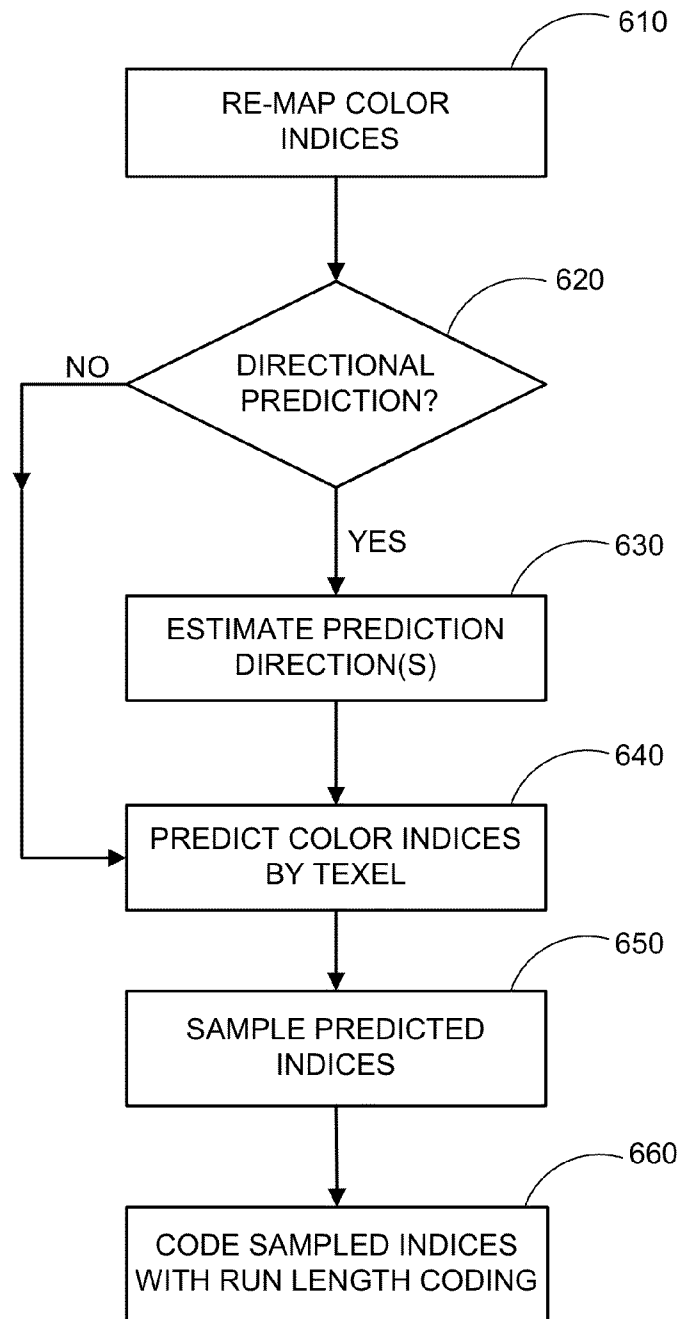 610
RE-MAP COLOR
INDICES
620
DIRECTIONAL
PREDICTION?
NO
YES
630
ESTIMATE PREDICTION
DIRECTION(S)
640
PREDICT COLOR INDICES
BY TEXEL
650
SAMPLE PREDICTED
INDICES
660
CODE SAMPLED INDICES
WITH RUN LENGTH CODING